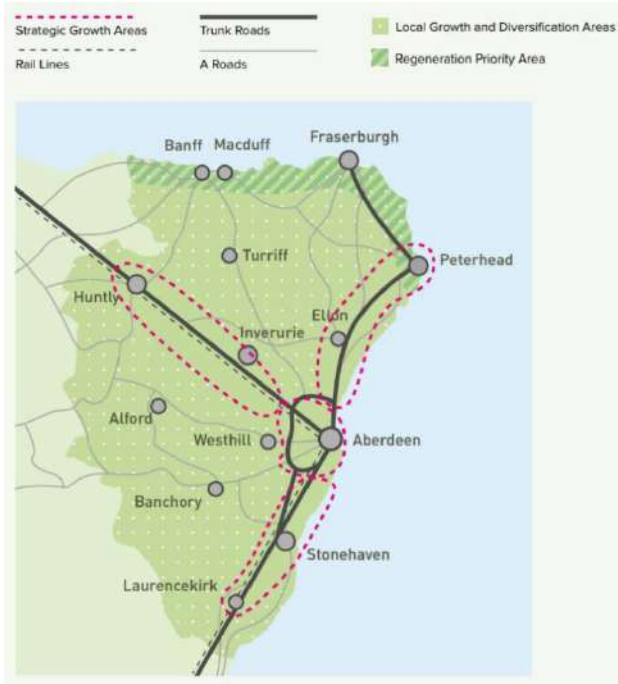 Strategic Growth Areas
Trunk Roads
Local Growth and Diversification Areas
Rail Lines
A Roads
Regeneration Priority Area
Fraserburgh
Banff
Macduff
Turriff
Peterhead
Huntly
Ellon
Inverurie
Alford
Westhill
Aberdeen
Banchory
Stonehaven
Laurencekirk